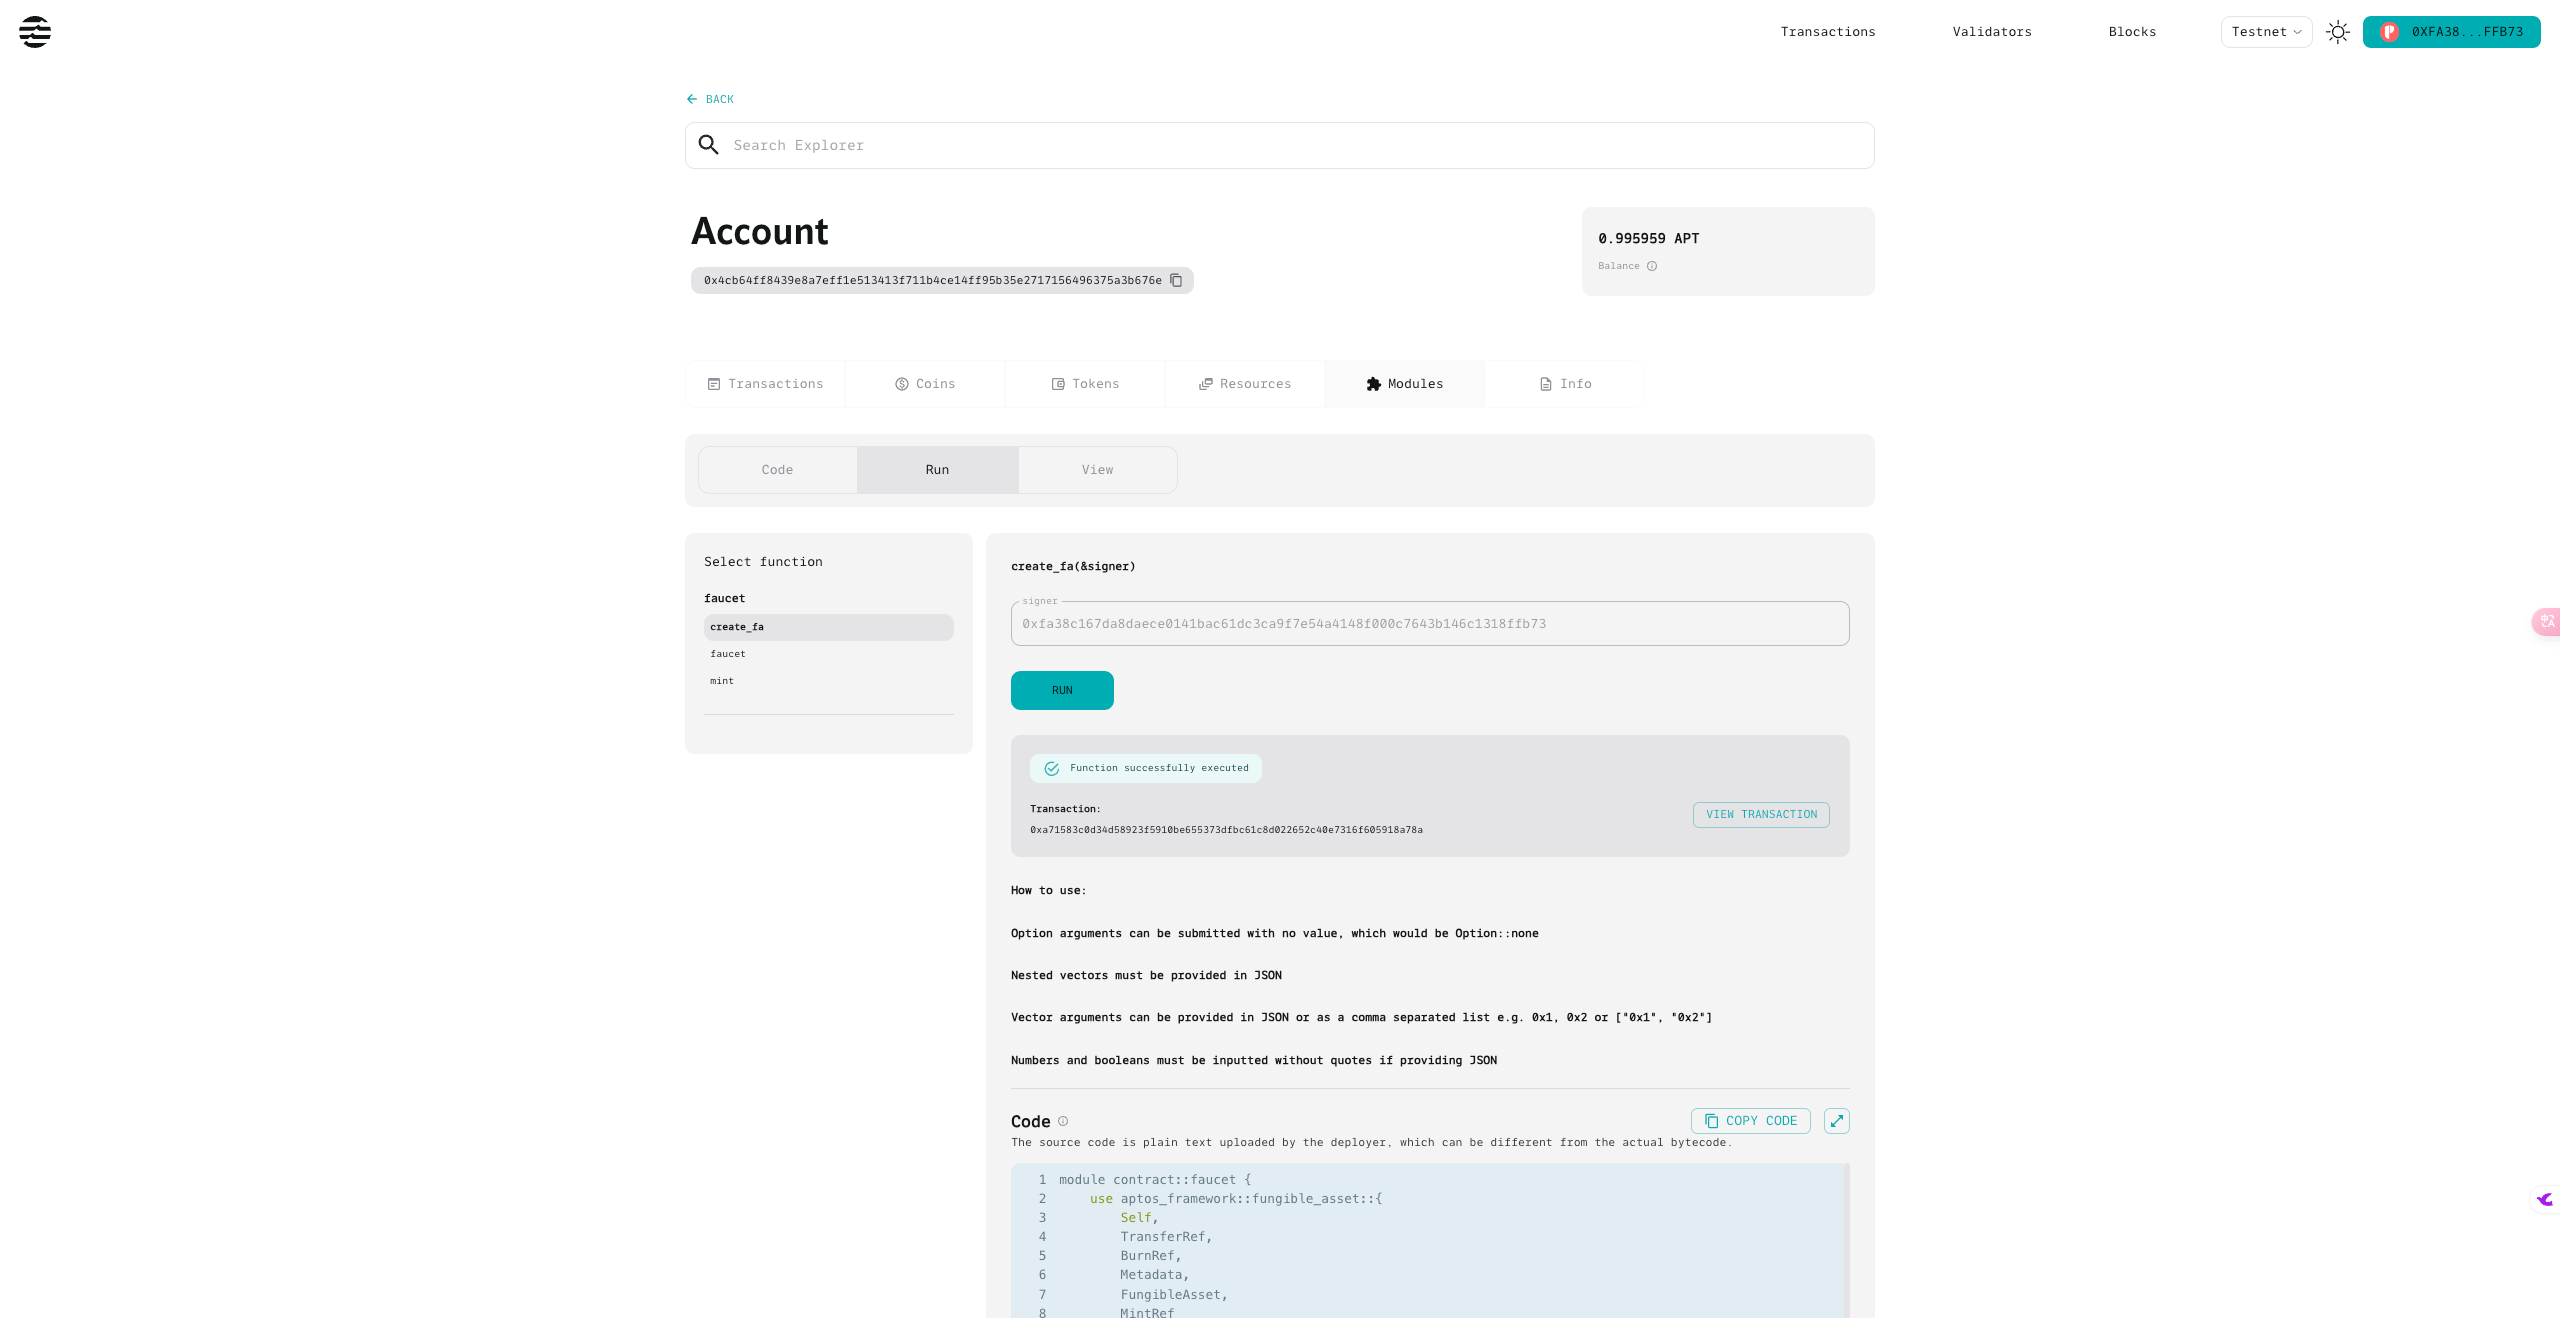 Transactions
Validators
Blocks
Testnet
0XFA38...FFB73
BACK
Search Explorer
Account
0x4cb64ff8439e8a7eff1e513413f711b4ce14ff95b35e2717156496375a3b676e
0.995959 APT
Balance
Transactions
Coins
Tokens
Resources
Modules
Info
Code
Run
View
Select function
faucet
create_fa
faucet
mint
create_fa(&signer)
signer
0xfa38c167da8daece0141bac61dc3ca9f7e54a4148f000c7643b146c1318ffb73
RUN
Function successfully executed
Transaction:
0xa71583c0d34d58923f5910be655373dfbc61c8d022652c40e7316f605918a78a
VIEW TRANSACTION
How to use:
Option arguments can be submitted with no value, which would be Option::none
Nested vectors must be provided in JSON
Vector arguments can be provided in JSON or as a comma separated list e.g. 0x1, 0x2 or ["0x1", "0x2"]
Numbers and booleans must be inputted without quotes if providing JSON
Code
COPY CODE
The source code is plain text uploaded by the deployer, which can be different from the actual bytecode.
1 module contract::faucet {
2 use aptos_framework::fungible_asset::{
3 Self,
4 TransferRef,
5 BurnRef,
6 Metadata,
7 FungibleAsset,
8 MintRef